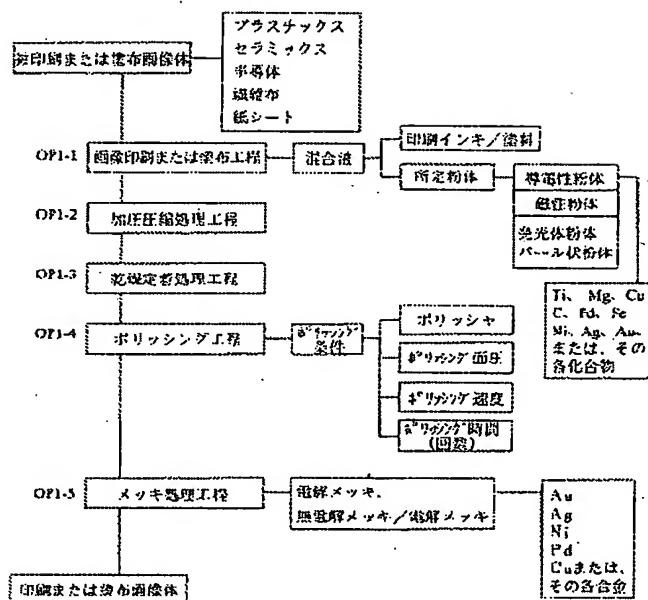 被印刷または塗布画像体
プラスチックス
セラミックス
半導体
繊維布
紙シート
OP1-1
画像印刷または塗布工程
混合液
印刷インキ/塗料
所定粉体
導電性粉体
磁性粉体
発光体粉体
パール状粉体
Ti、Mg、Cu
C、Pd、Fe
Ni、Ag、Au、
または、その
各化合物
OP1-2
加圧圧縮処理工程
OP1-3
乾燥定着処理工程
OP1-4
ポリッシング工程
ポリッシング
条件
ポリッシャ
ポリッシング面圧
ポリッシング速度
ポリッシング時間
(回数)
OP1-5
メッキ処理工程
電解メッキ、
無電解メッキ/電解メッキ
Au
Ag
Ni
Pd
Cuまたは、
その各合金
印刷または塗布画像体